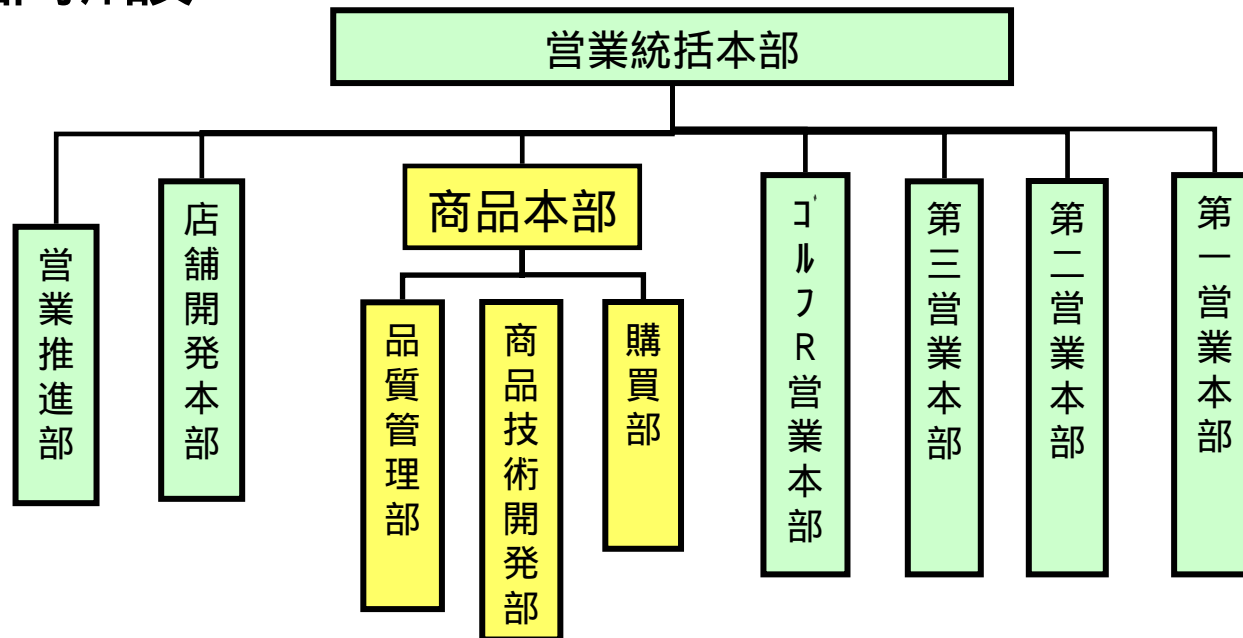 営業統括本部
営業推進部
店舗開発本部
商品本部
品質管理部
商品技術開発部
購買部
ｺﾞﾙﾌR営業本部
第三営業本部
第二営業本部
第一営業本部